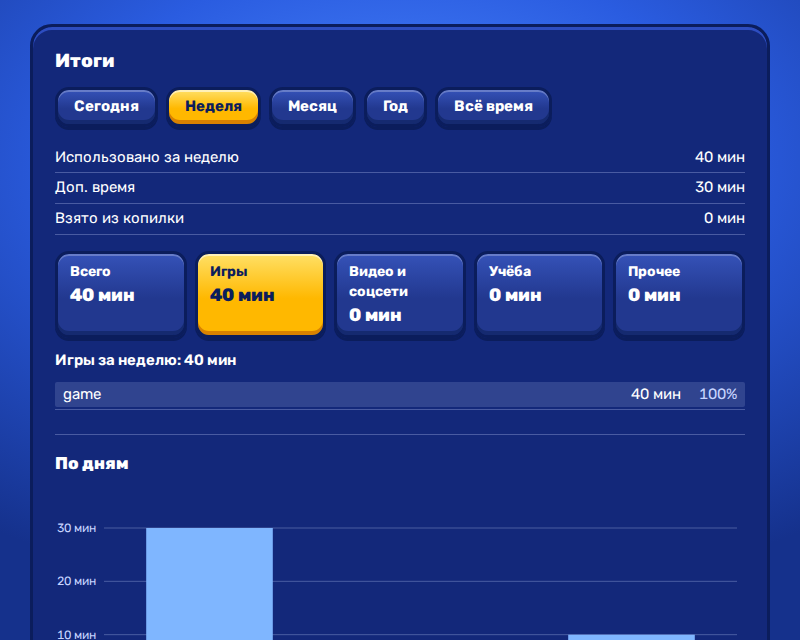 Итоги
Сегодня Неделя Месяц Год Всё время
Использовано за неделю 40 мин
Доп. время 30 мин
Взято из копилки 0 мин
Всего
40 мин
Игры
40 мин
Видео и
соцсети
0 мин
Учёба
0 мин
Прочее
0 мин
Игры за неделю: 40 мин
game 40 мин 100%
По дням
30 мин
20 мин
10 мин